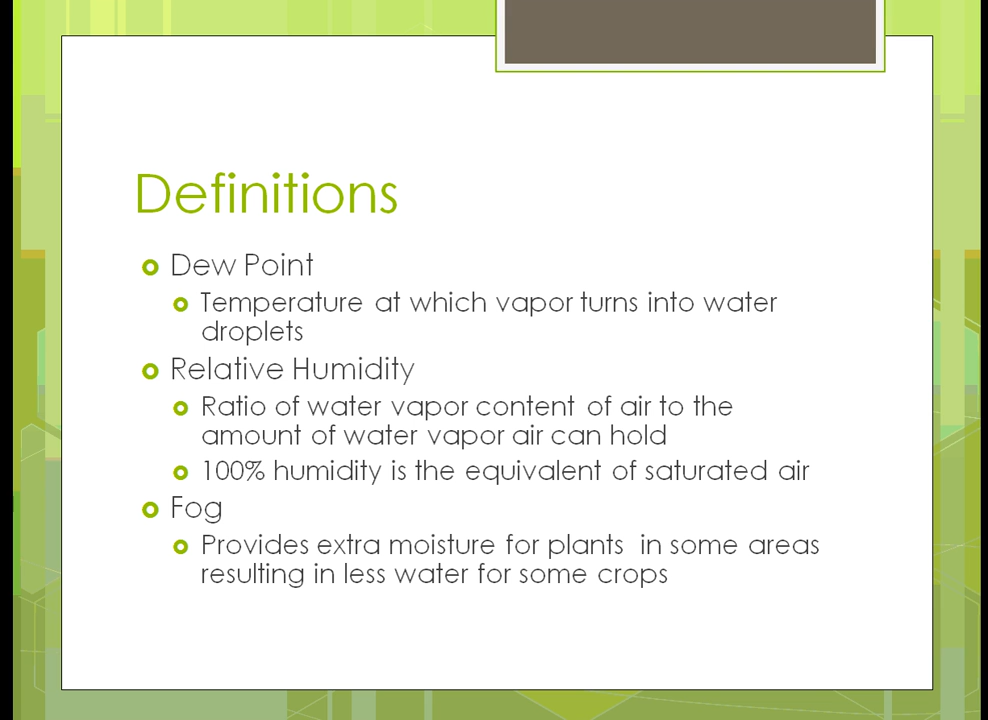 Definitions
Dew Point
Temperature at which vapor turns into water
droplets
Relative Humidity
Ratio of water vapor content of air to the
amount of water vapor air can hold
100% humidity is the equivalent of saturated air
Fog
Provides extra moisture for plants  in some areas
resulting in less water for some crops